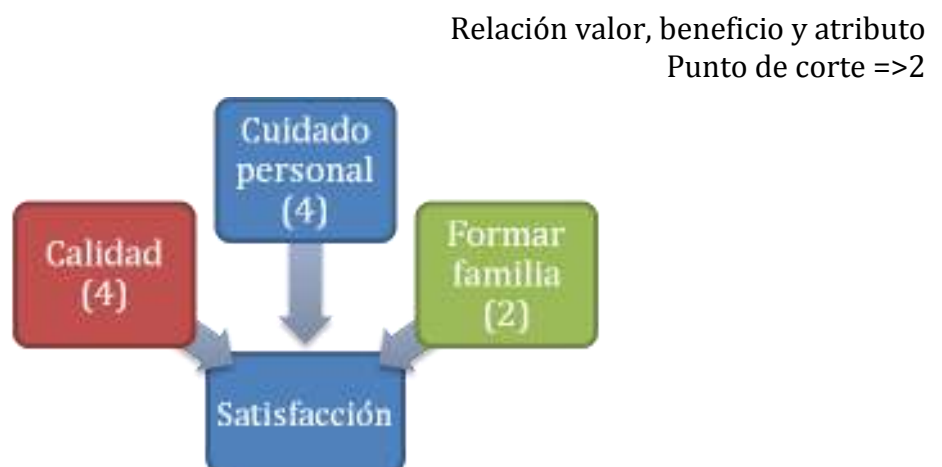 Relación valor, beneficio y atributo
Punto de corte =>2
Cuidado
personal
(4)
Calidad
(4)
Formar
familia
(2)
Satisfacción